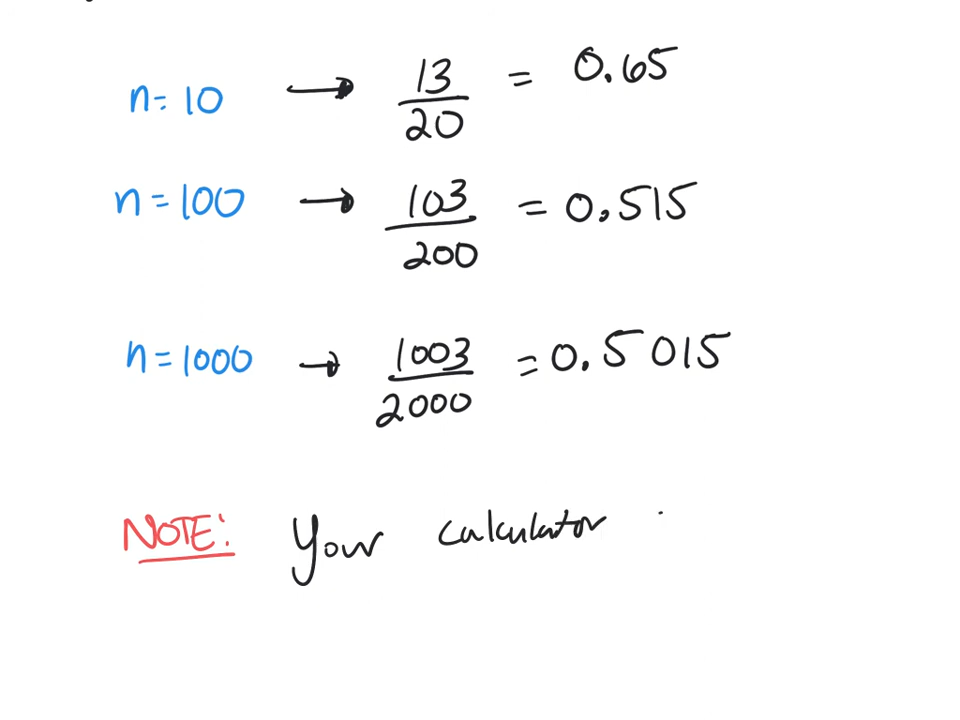 n=10 → 13/20 = 0.65
n=100 → 103/200 = 0.515
n=1000 → 1003/2000 = 0.5015
NOTE: Your calculator